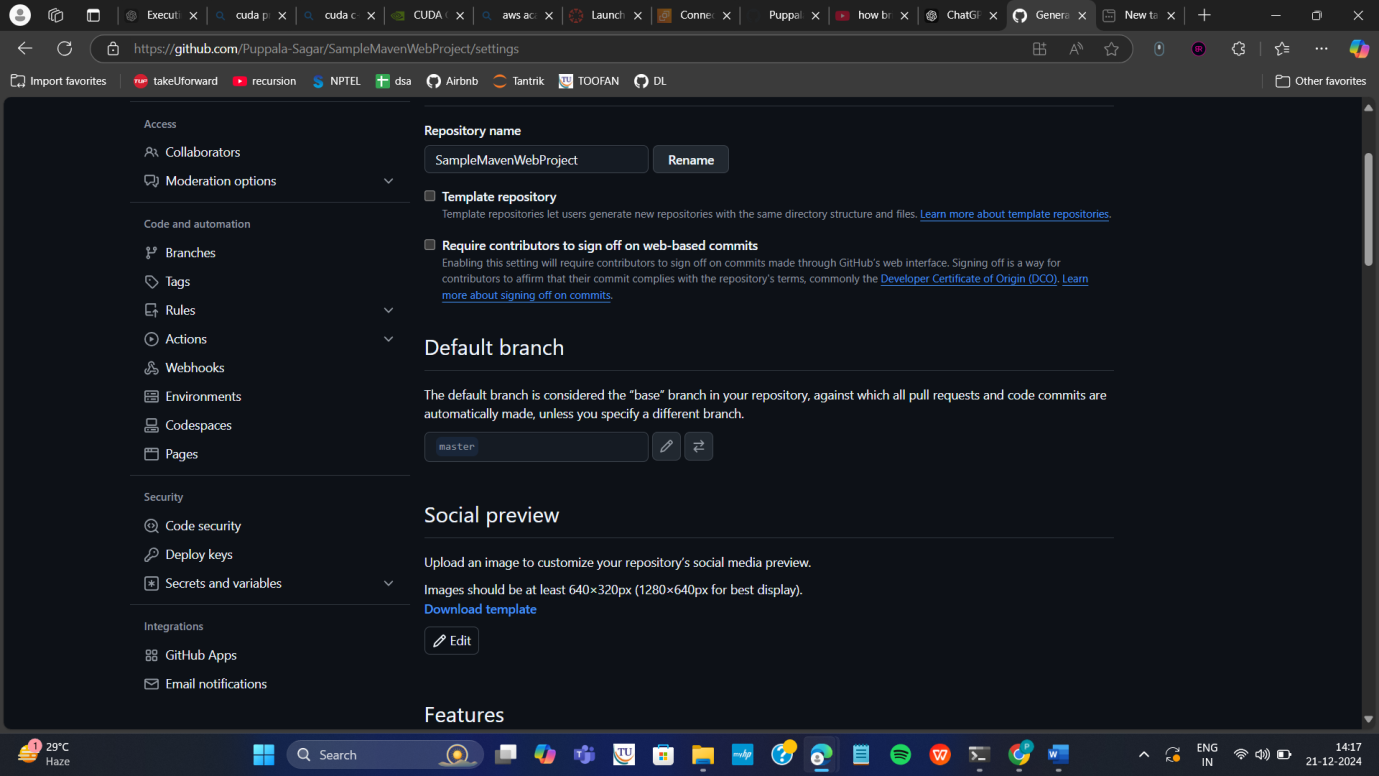 Executi
cuda pr
cuda c-
CUDA C
aws aca
Launch
Connec
Puppal
how bri
ChatGP
Genera
New ta
https://github.com/Puppala-Sagar/SampleMavenWebProject/settings
Import favorites
takeUforward
recursion
NPTEL
dsa
Airbnb
Tantrik
TOOFAN
DL
Other favorites
Access
Collaborators
Moderation options
Code and automation
Branches
Tags
Rules
Actions
Webhooks
Environments
Codespaces
Pages
Security
Code security
Deploy keys
Secrets and variables
Integrations
GitHub Apps
Email notifications
Repository name
SampleMavenWebProject
Rename
Template repository
Template repositories let users generate new repositories with the same directory structure and files. Learn more about template repositories.
Require contributors to sign off on web-based commits
Enabling this setting will require contributors to sign off on commits made through GitHub's web interface. Signing off is a way for
contributors to affirm that their commit complies with the repository's terms, commonly the Developer Certificate of Origin (DCO). Learn
more about signing off on commits.
Default branch
The default branch is considered the “base” branch in your repository, against which all pull requests and code commits are
automatically made, unless you specify a different branch.
master
Social preview
Upload an image to customize your repository's social media preview.
Images should be at least 640×320px (1280×640px for best display).
Download template
Edit
Features
1
29°C
Haze
Search
TU
myhp
ENG
IN
14:17
21-12-2024